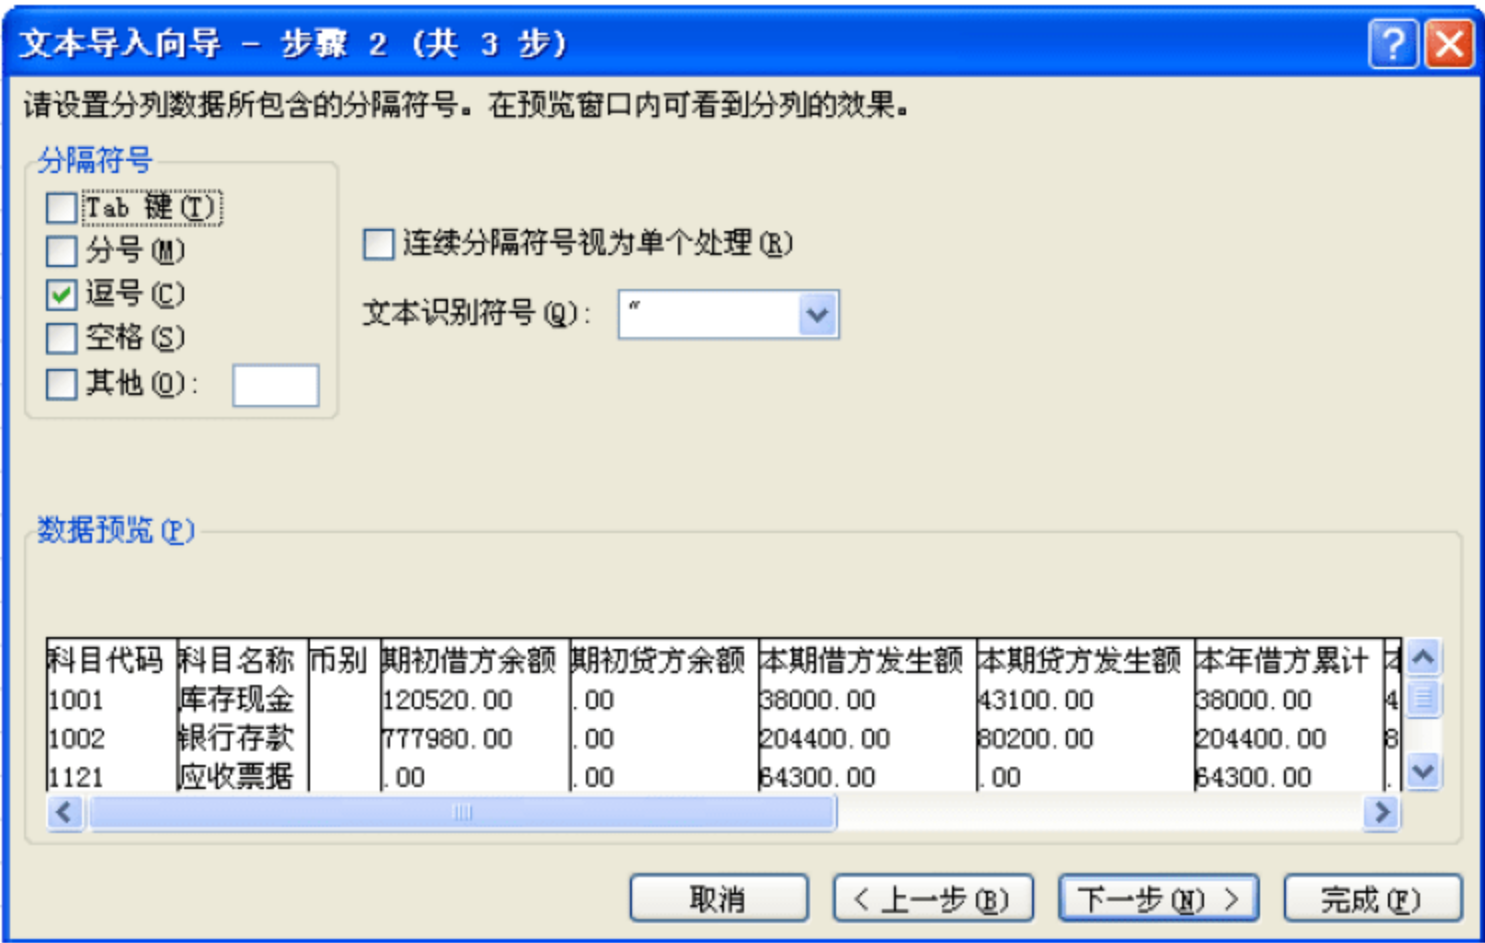 文本导入向导 - 步骤 2 (共 3 步)
请设置分列数据所包含的分隔符号。在预览窗口内可看到分列的效果。
分隔符号
Tab 键(T)
分号(M)
逗号(C)
空格(S)
其他(O):
连续分隔符号视为单个处理(R)
文本识别符号(Q): "
数据预览(P)
科目代码 科目名称 币别 期初借方余额 期初贷方余额 本期借方发生额 本期贷方发生额 本年借方累计
1001 库存现金 120520.00 .00 38000.00 43100.00 38000.00 4
1002 银行存款 777980.00 .00 204400.00 80200.00 204400.00 8
1121 应收票据 .00 .00 64300.00 .00 64300.00 .
取消 < 上一步(B) 下一步(N) > 完成(F)